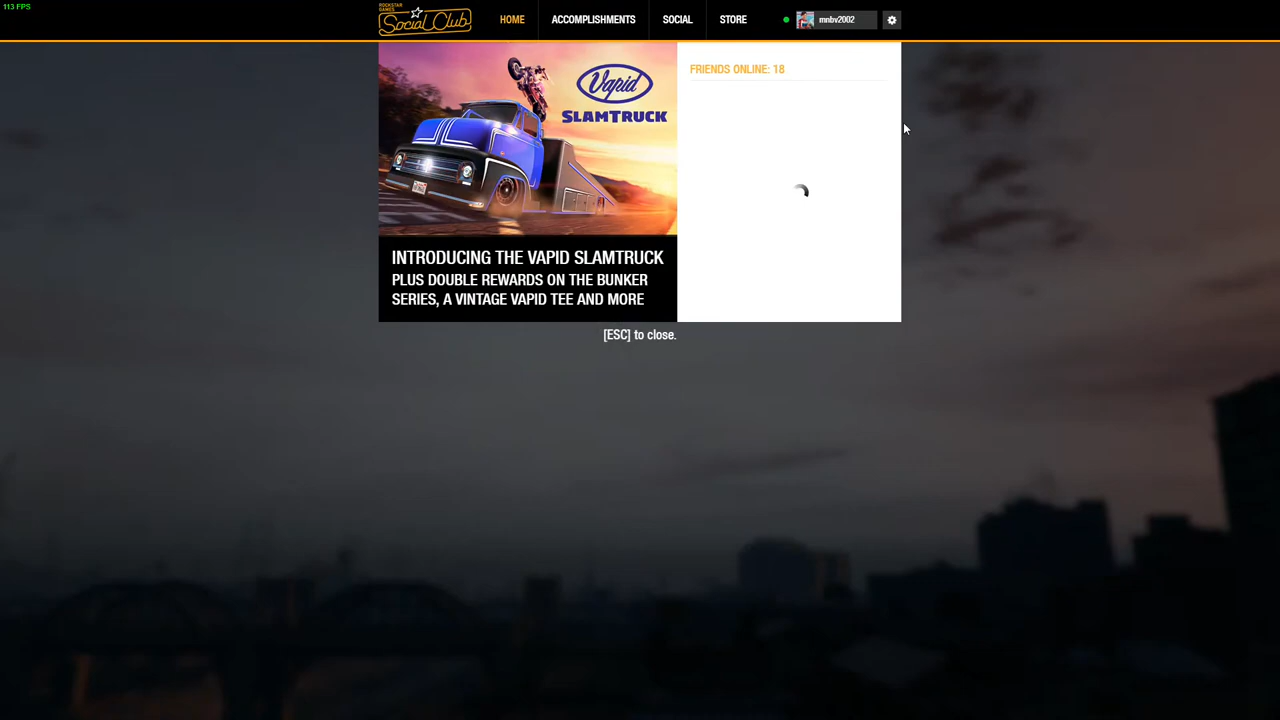 113 FPS
ROCKSTAR GAMES
Social Club
HOME
ACCOMPLISHMENTS
SOCIAL
STORE
mnbv2002
Vapid
SLAMTRUCK
FRIENDS ONLINE: 18
INTRODUCING THE VAPID SLAMTRUCK
PLUS DOUBLE REWARDS ON THE BUNKER
SERIES, A VINTAGE VAPID TEE AND MORE
[ESC] to close.